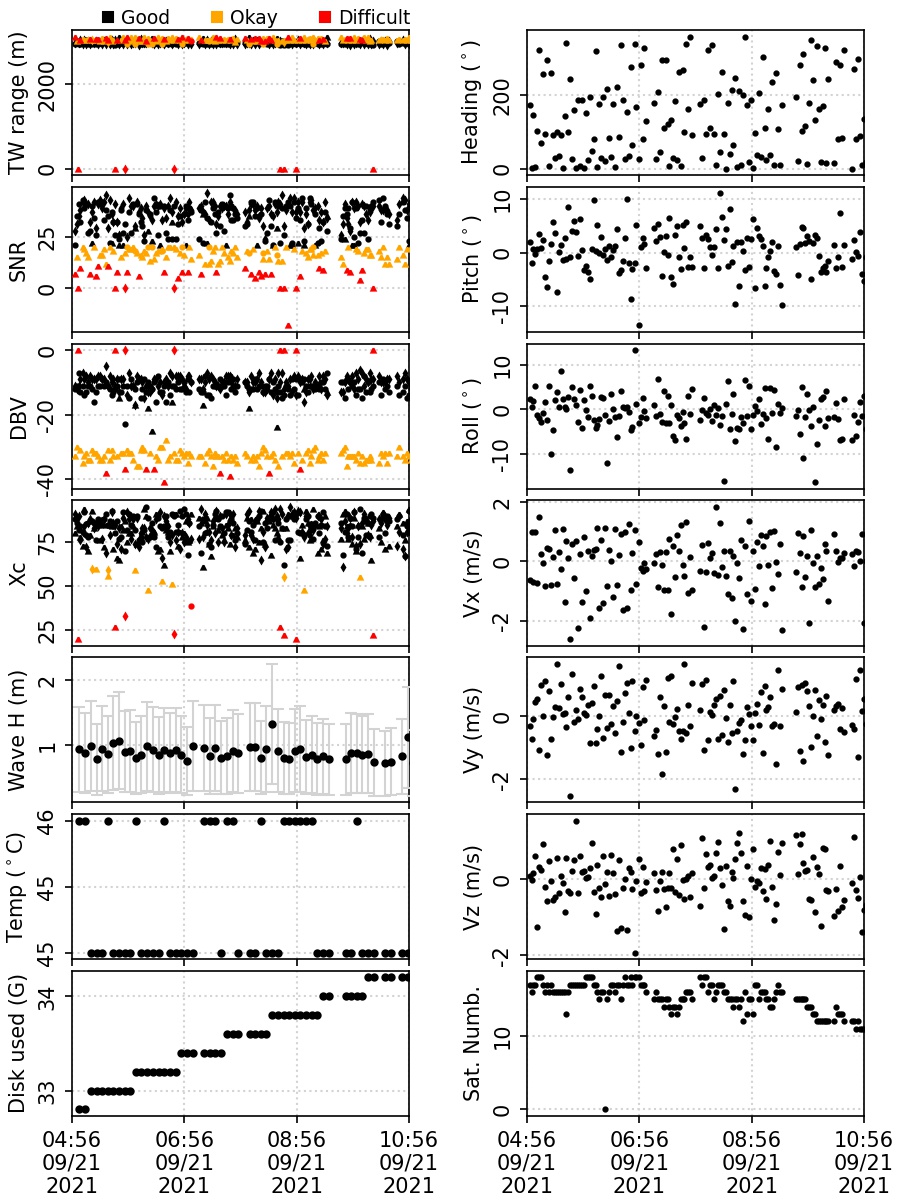 Good Okay Difficult
TW range (m)
2000
0
SNR
25
0
DBV
0
-20
-40
Xc
75
50
25
Wave H (m)
2
1
Temp (°C)
46
45
45
Disk used (G)
34
33
04:56 06:56 08:56 10:56
09/21 09/21 09/21 09/21
2021 2021 2021 2021
Heading (°)
200
0
Pitch (°)
10
0
-10
Roll (°)
10
0
-10
Vx (m/s)
2
0
-2
Vy (m/s)
0
-2
Vz (m/s)
0
-2
Sat. Numb.
10
0
04:56 06:56 08:56 10:56
09/21 09/21 09/21 09/21
2021 2021 2021 2021